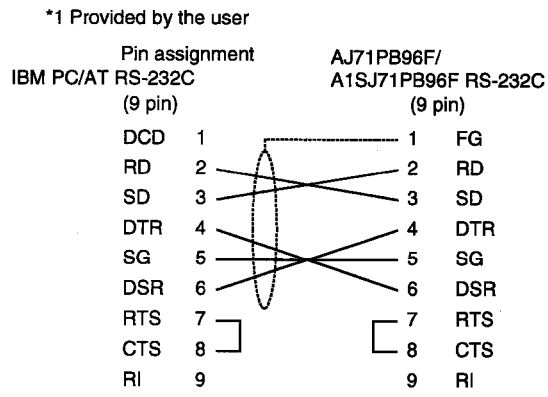 *1 Provided by the user
Pin assignment
IBM PC/AT RS-232C
(9 pin)
AJ71PB96F/
A1SJ71PB96F RS-232C
(9 pin)
DCD 1 1 FG
RD 2 2 RD
SD 3 3 SD
DTR 4 4 DTR
SG 5 5 SG
DSR 6 6 DSR
RTS 7 7 RTS
CTS 8 8 CTS
RI 9 9 RI